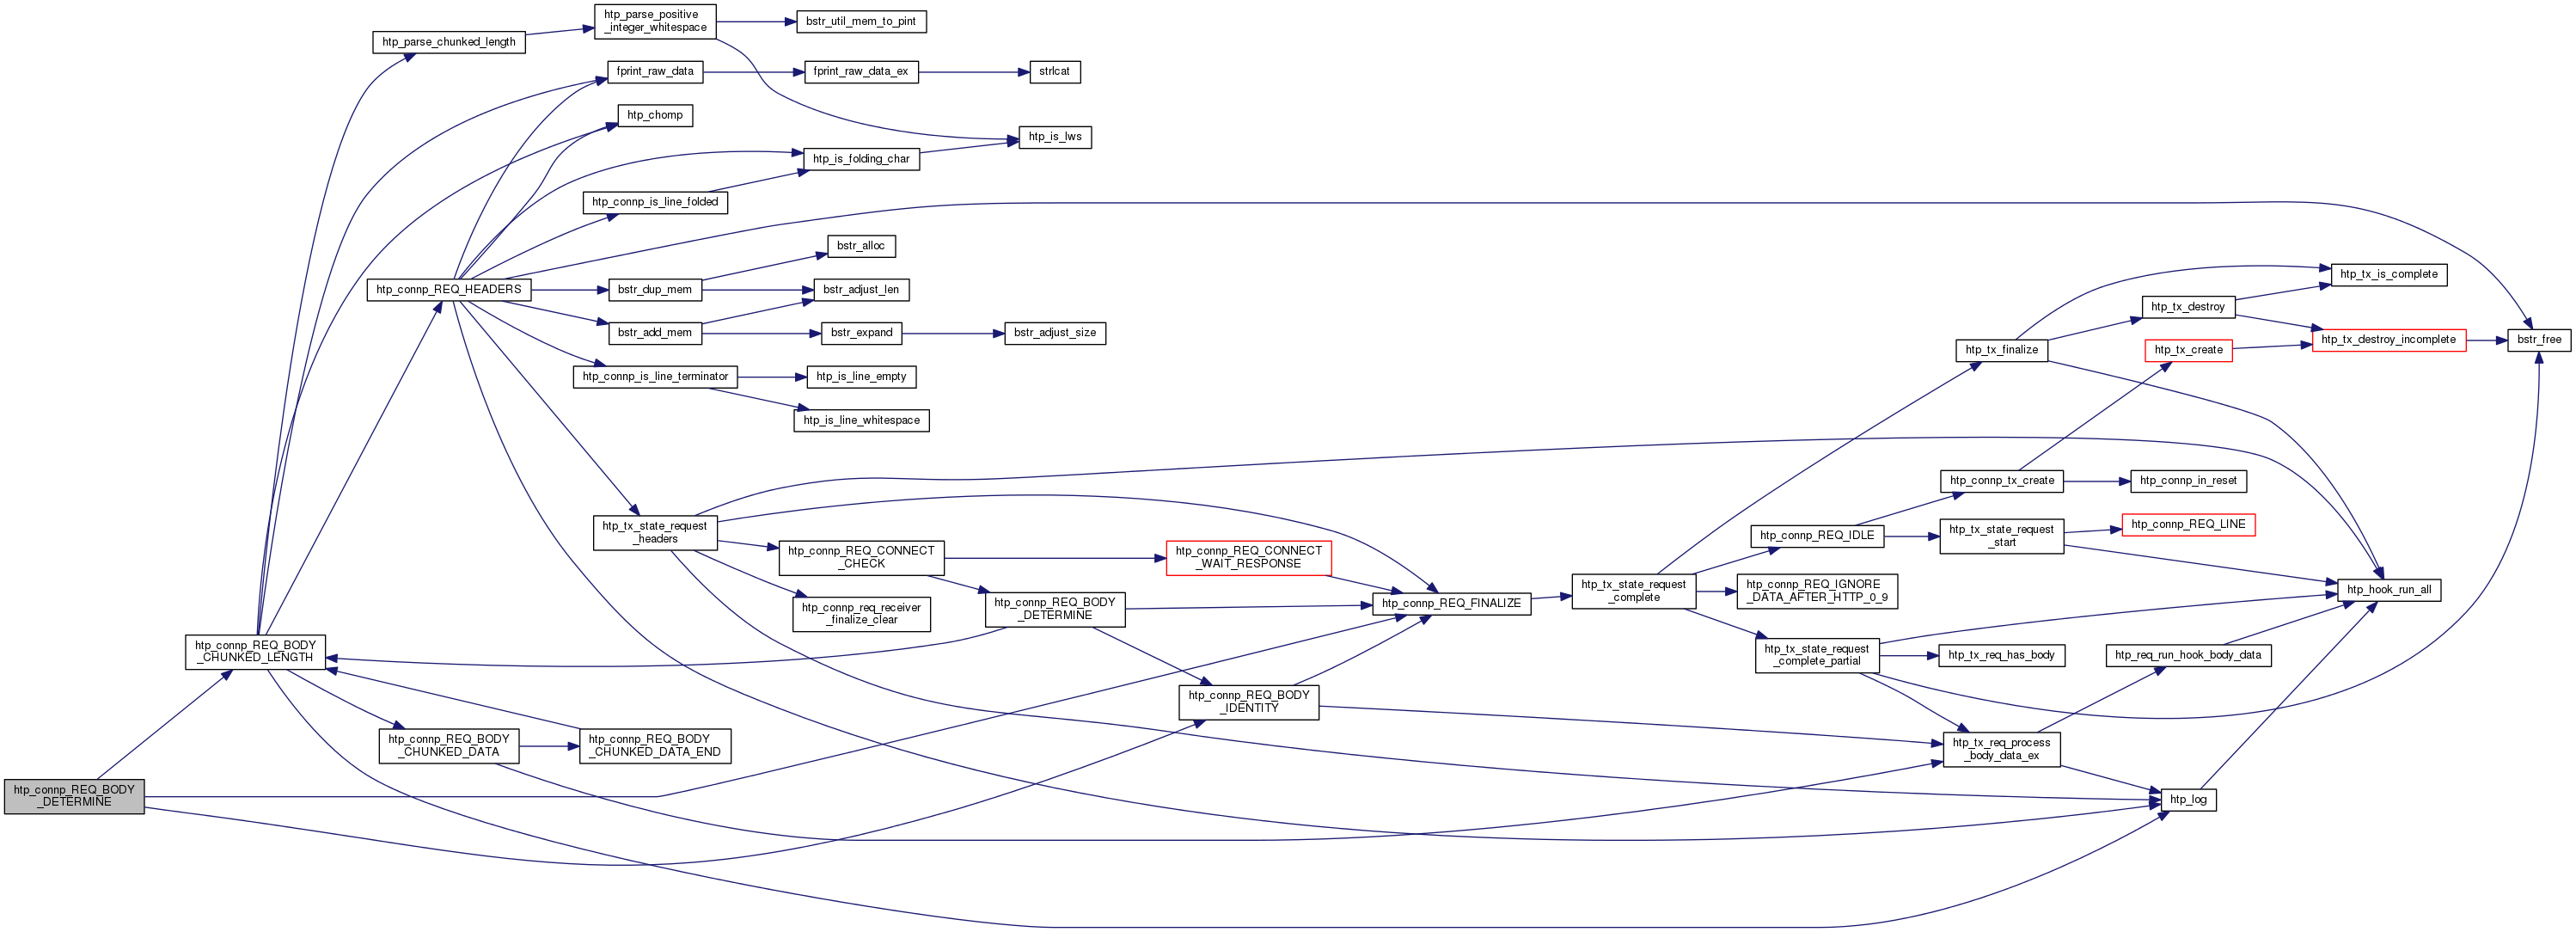 htp_parse_positive
_integer_whitespace
bstr_util_mem_to_pint
htp_parse_chunked_length
fprint_raw_data
fprint_raw_data_ex
strlcat
htp_chomp
htp_is_lws
htp_is_folding_char
htp_connp_is_line_folded
bstr_alloc
htp_tx_is_complete
htp_connp_REQ_HEADERS
bstr_dup_mem
bstr_adjust_len
htp_tx_destroy
bstr_add_mem
bstr_expand
bstr_adjust_size
htp_tx_destroy_incomplete
bstr_free
htp_tx_finalize
htp_tx_create
htp_connp_is_line_terminator
htp_is_line_empty
htp_is_line_whitespace
htp_connp_tx_create
htp_connp_in_reset
htp_tx_state_request
_headers
htp_connp_REQ_IDLE
htp_tx_state_request
_start
htp_connp_REQ_LINE
htp_connp_REQ_CONNECT
_CHECK
htp_connp_REQ_CONNECT
_WAIT_RESPONSE
htp_connp_req_receiver
_finalize_clear
htp_connp_REQ_BODY
_DETERMINE
htp_connp_REQ_FINALIZE
htp_tx_state_request
_complete
htp_connp_REQ_IGNORE
_DATA_AFTER_HTTP_0_9
htp_hook_run_all
htp_connp_REQ_BODY
_CHUNKED_LENGTH
htp_tx_state_request
_complete_partial
htp_tx_req_has_body
htp_req_run_hook_body_data
htp_connp_REQ_BODY
_IDENTITY
htp_connp_REQ_BODY
_CHUNKED_DATA
htp_connp_REQ_BODY
_CHUNKED_DATA_END
htp_tx_req_process
_body_data_ex
htp_connp_REQ_BODY
_DETERMINE
htp_log